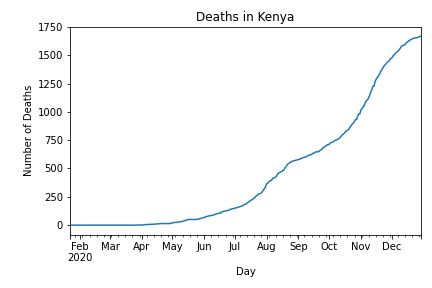 Deaths in Kenya
1750
1500
1250
1000
750
500
250
0
Number of Deaths
Feb Mar Apr May Jun Jul Aug Sep Oct Nov Dec
2020
Day